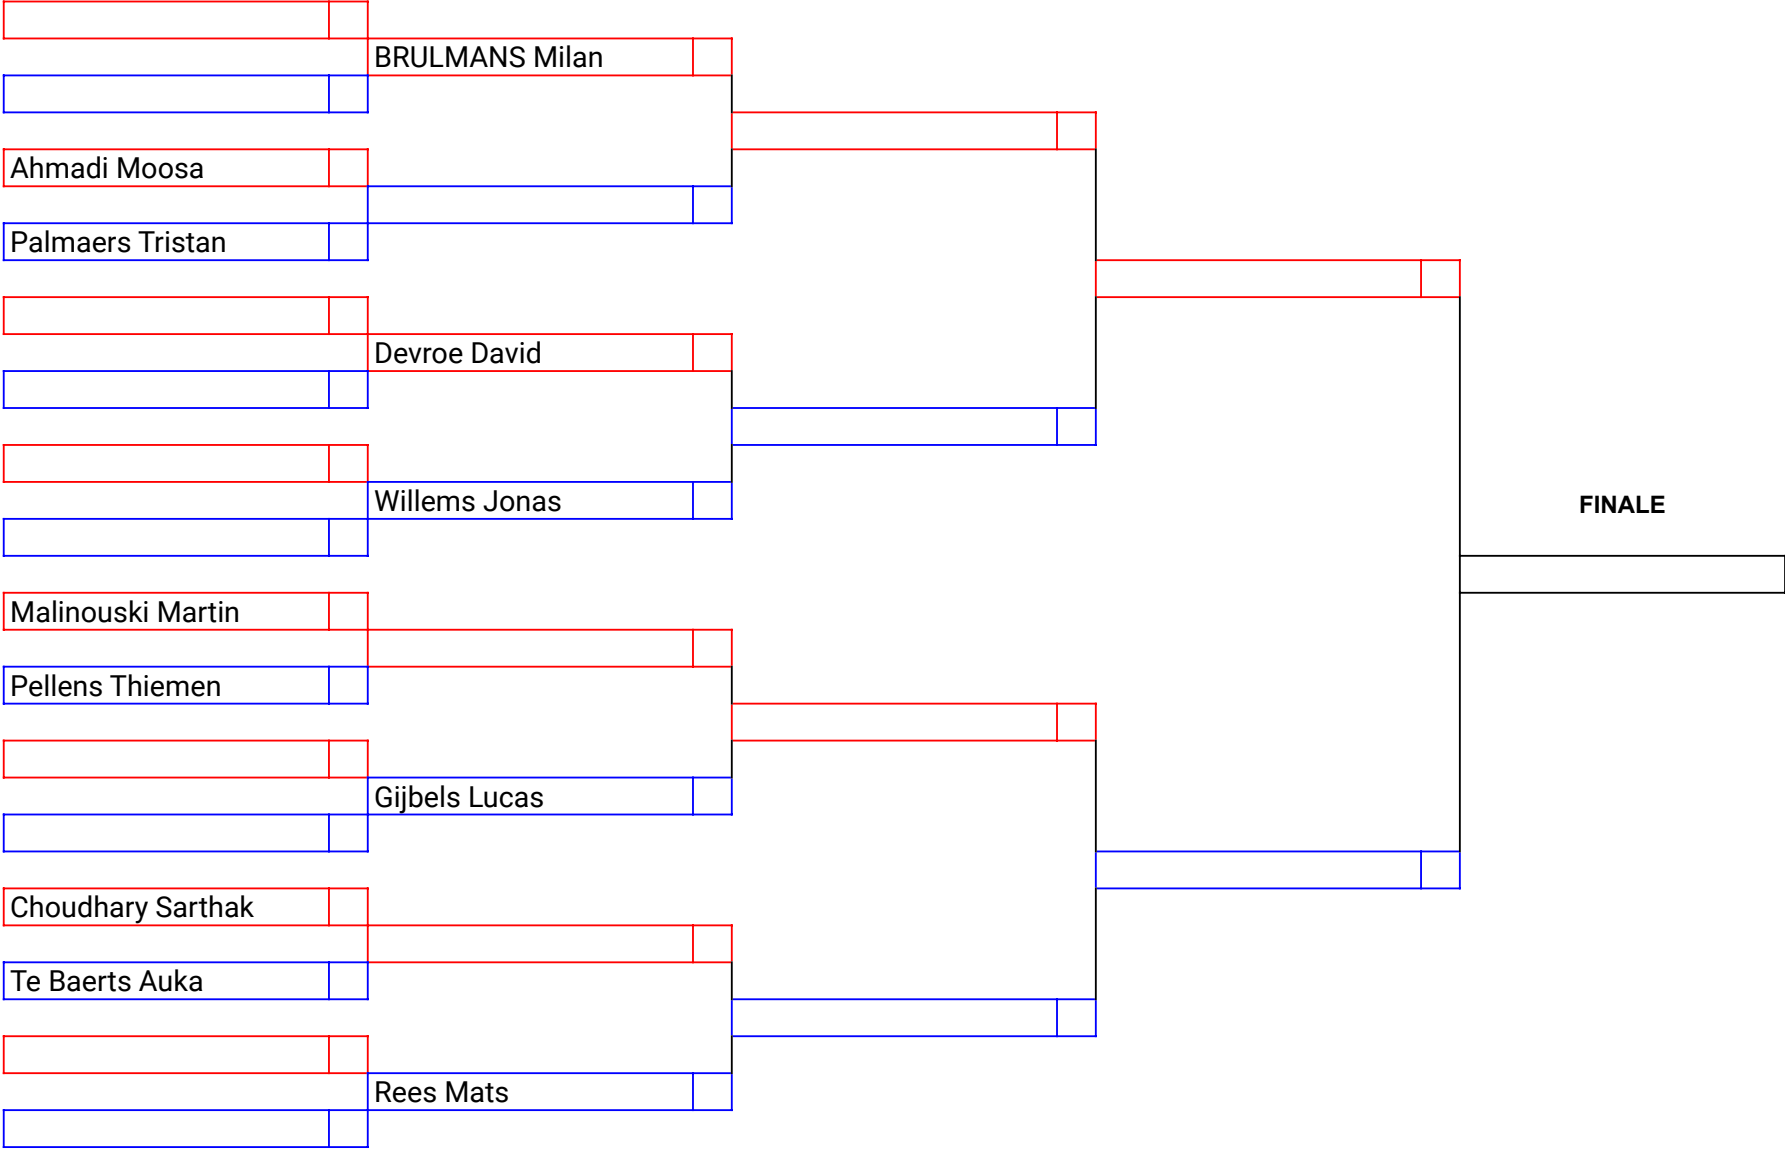 BRULMANS Milan
Ahmadi Moosa
Palmaers Tristan
Devroe David
Willems Jonas
FINALE
Malinouski Martin
Pellens Thiemen
Gijbels Lucas
Choudhary Sarthak
Te Baerts Auka
Rees Mats